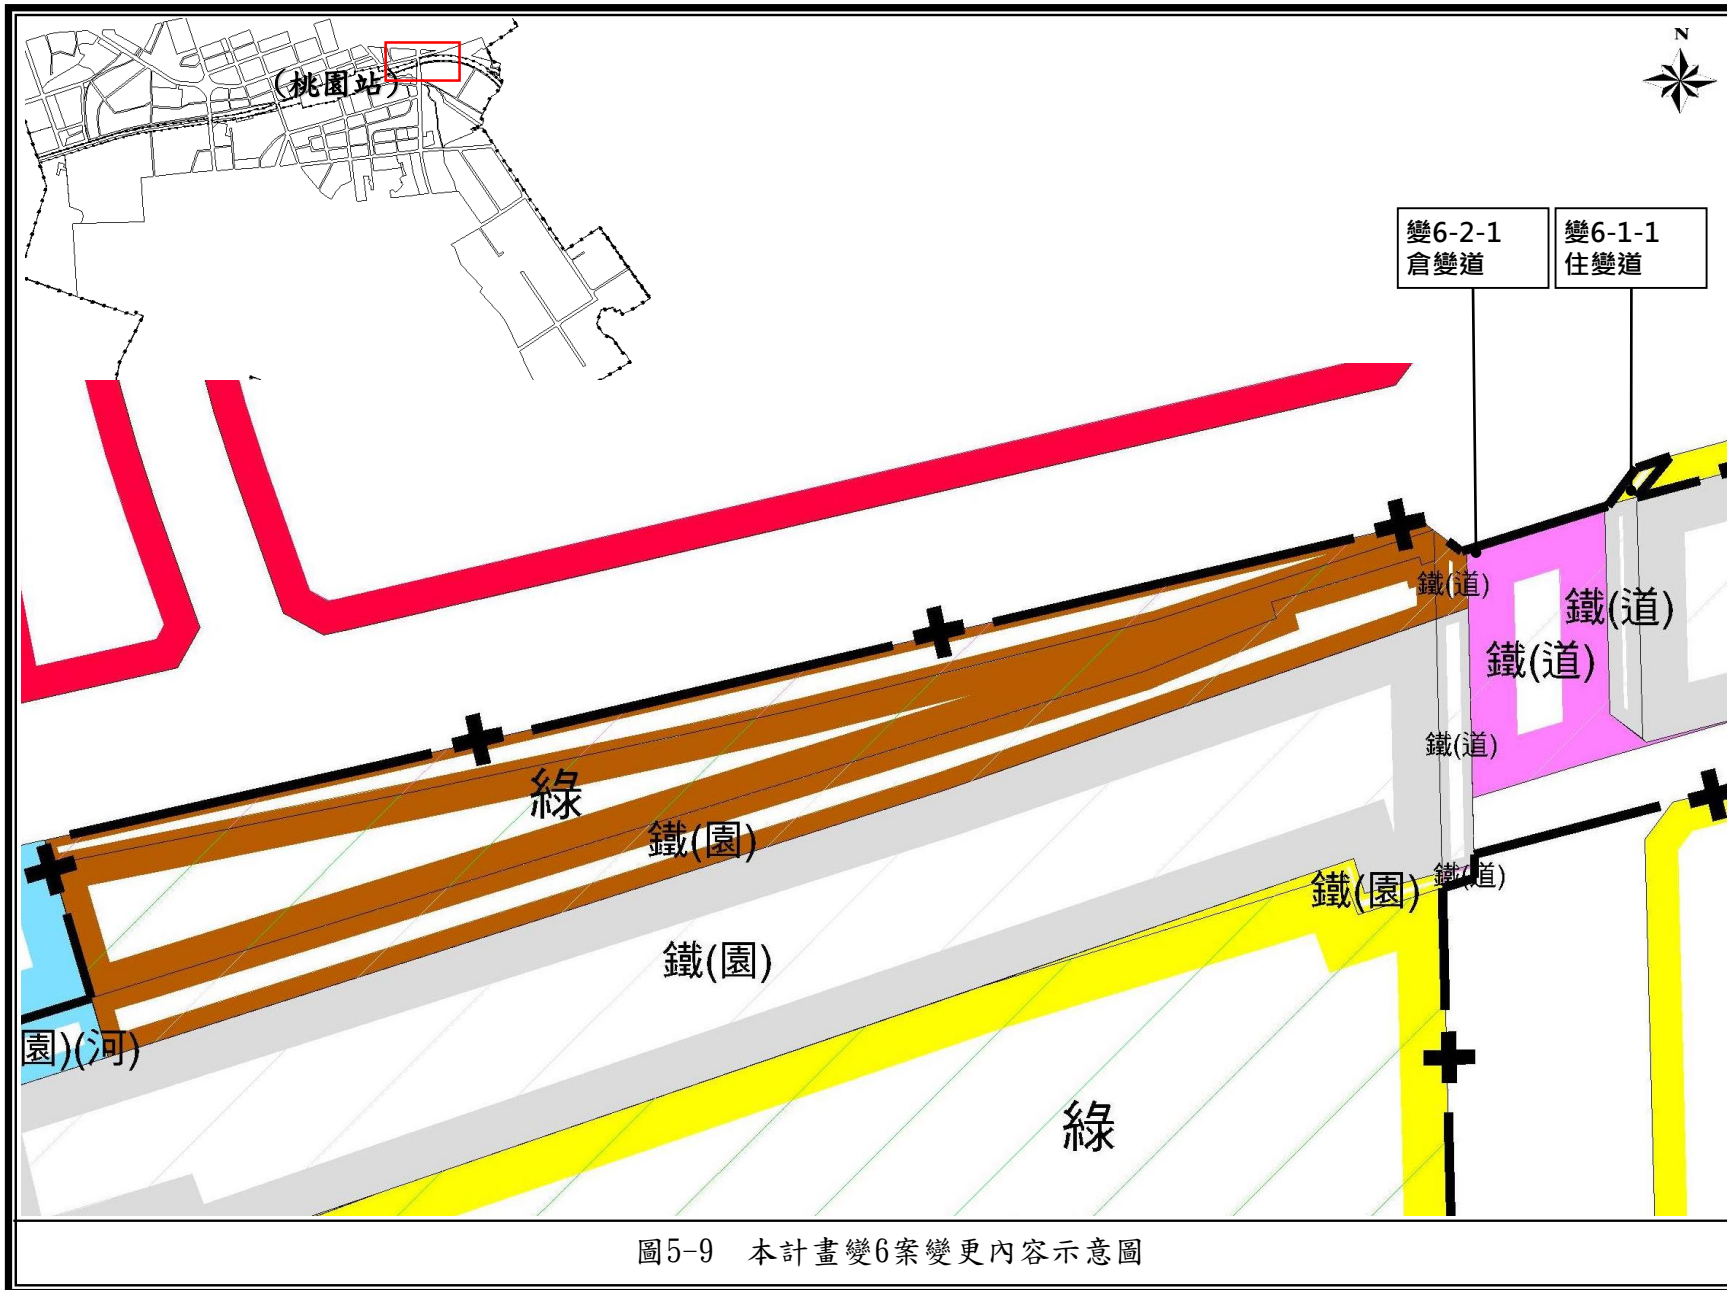 N
(桃園站)
變6-2-1
倉變道
變6-1-1
住變道
鐵(道)
鐵(道)
鐵(道)
鐵(道)
綠
鐵(園)
鐵(園)
鐵(道)
鐵(園)
園)(河)
綠
圖5-9 本計畫變6案變更內容示意圖